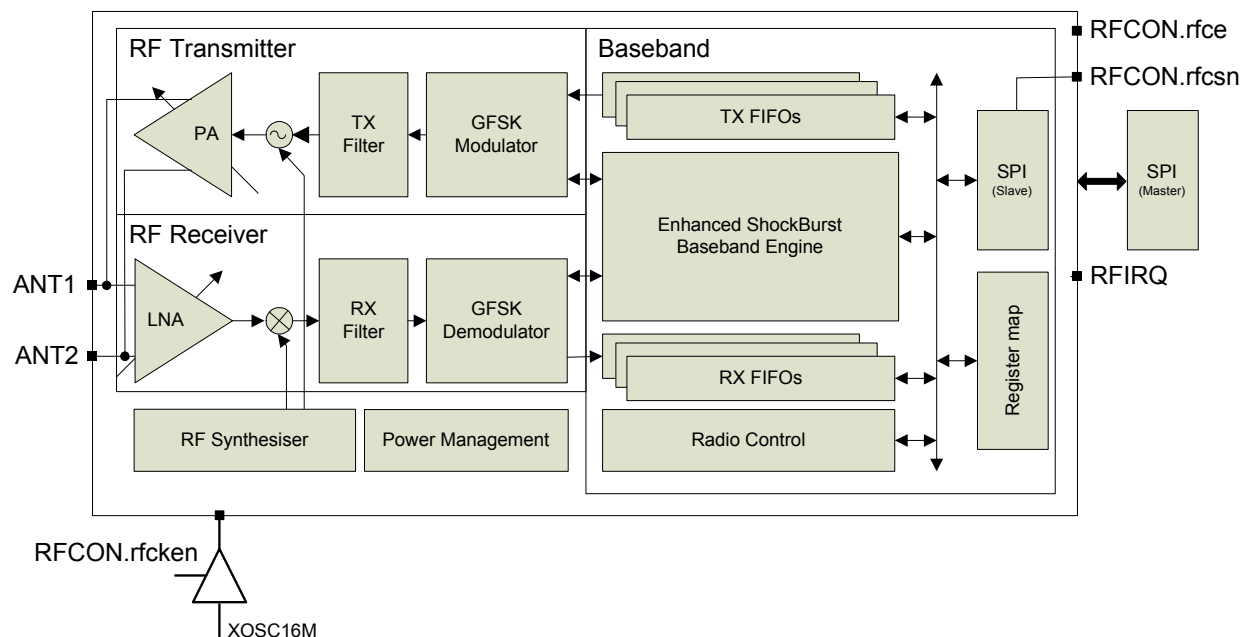 RFCON.rfce
RF Transmitter
Baseband
RFCON.rfcsn
PA
TX
Filter
GFSK
Modulator
TX FIFOs
SPI
(Slave)
SPI
(Master)
Enhanced ShockBurst
Baseband Engine
RF Receiver
ANT1
RFIRQ
LNA
RX
Filter
GFSK
Demodulator
ANT2
RX FIFOs
Register map
RF Synthesiser
Power Management
Radio Control
RFCON.rfcken
XOSC16M